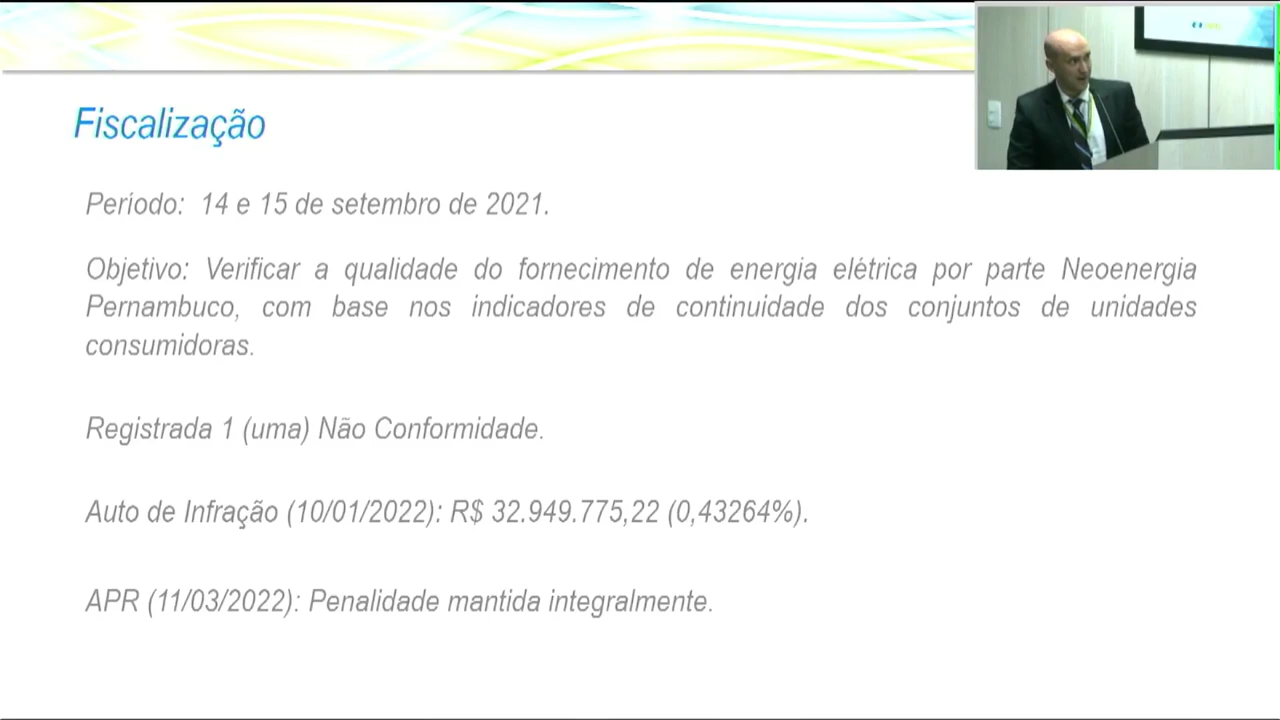 Fiscalização
Período: 14 e 15 de setembro de 2021.
Objetivo: Verificar a qualidade do fornecimento de energia elétrica por parte Neoenergia
Pernambuco, com base nos indicadores de continuidade dos conjuntos de unidades
consumidoras.
Registrada 1 (uma) Não Conformidade.
Auto de Infração (10/01/2022): R$ 32.949.775,22 (0,43264%).
APR (11/03/2022): Penalidade mantida integralmente.